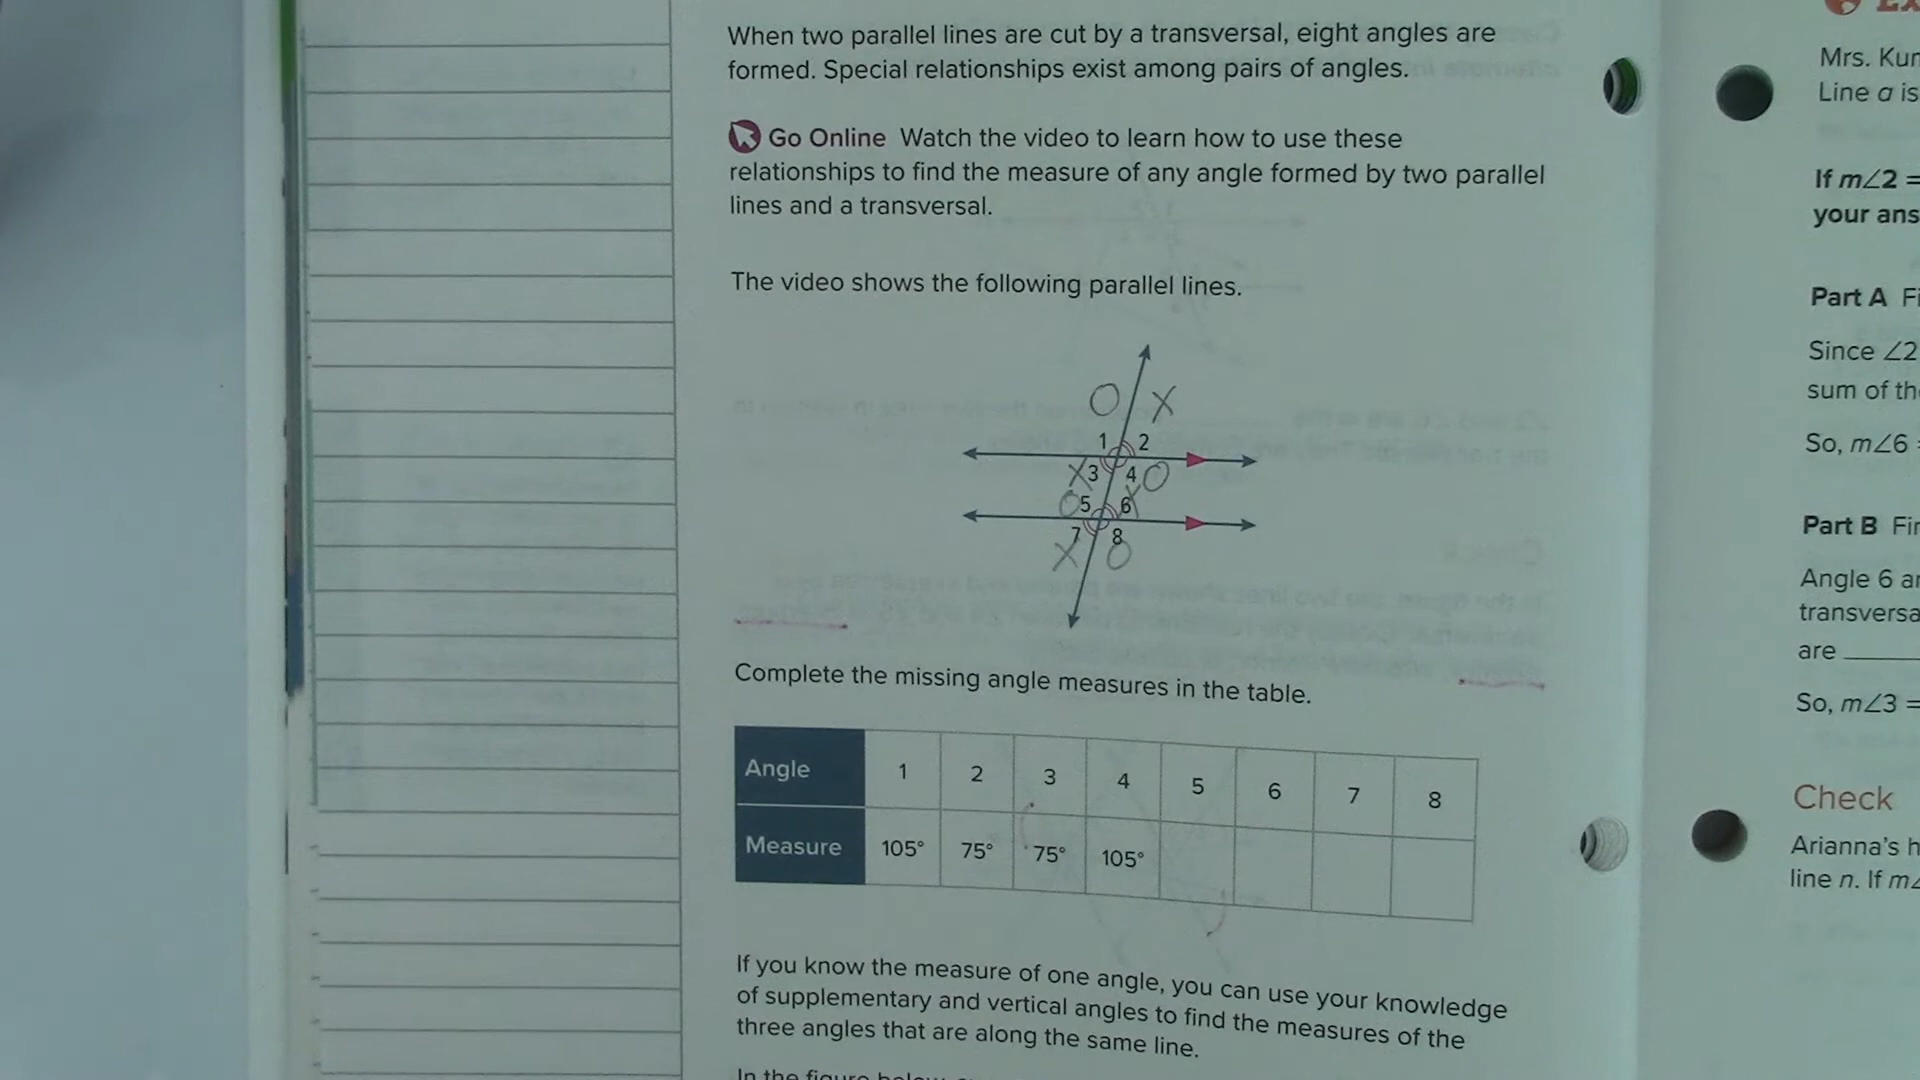 When two parallel lines are cut by a transversal, eight angles are
formed. Special relationships exist among pairs of angles.
Go Online Watch the video to learn how to use these
relationships to find the measure of any angle formed by two parallel
lines and a transversal.
The video shows the following parallel lines.
O X
1 2
X 3 4 O
O 5 6 X
7 8
X O
Complete the missing angle measures in the table.
Angle 1 2 3 4 5 6 7 8
Measure 105° 75° 75° 105°
If you know the measure of one angle, you can use your knowledge
of supplementary and vertical angles to find the measures of the
three angles that are along the same line.
In the figure
Mrs.
Line a is
If m∠2 =
your
Part A
Since ∠2
sum of
So, m∠6 =
Part B
Angle 6
are
So, m∠3 =
Check
Arianna's
line n. If